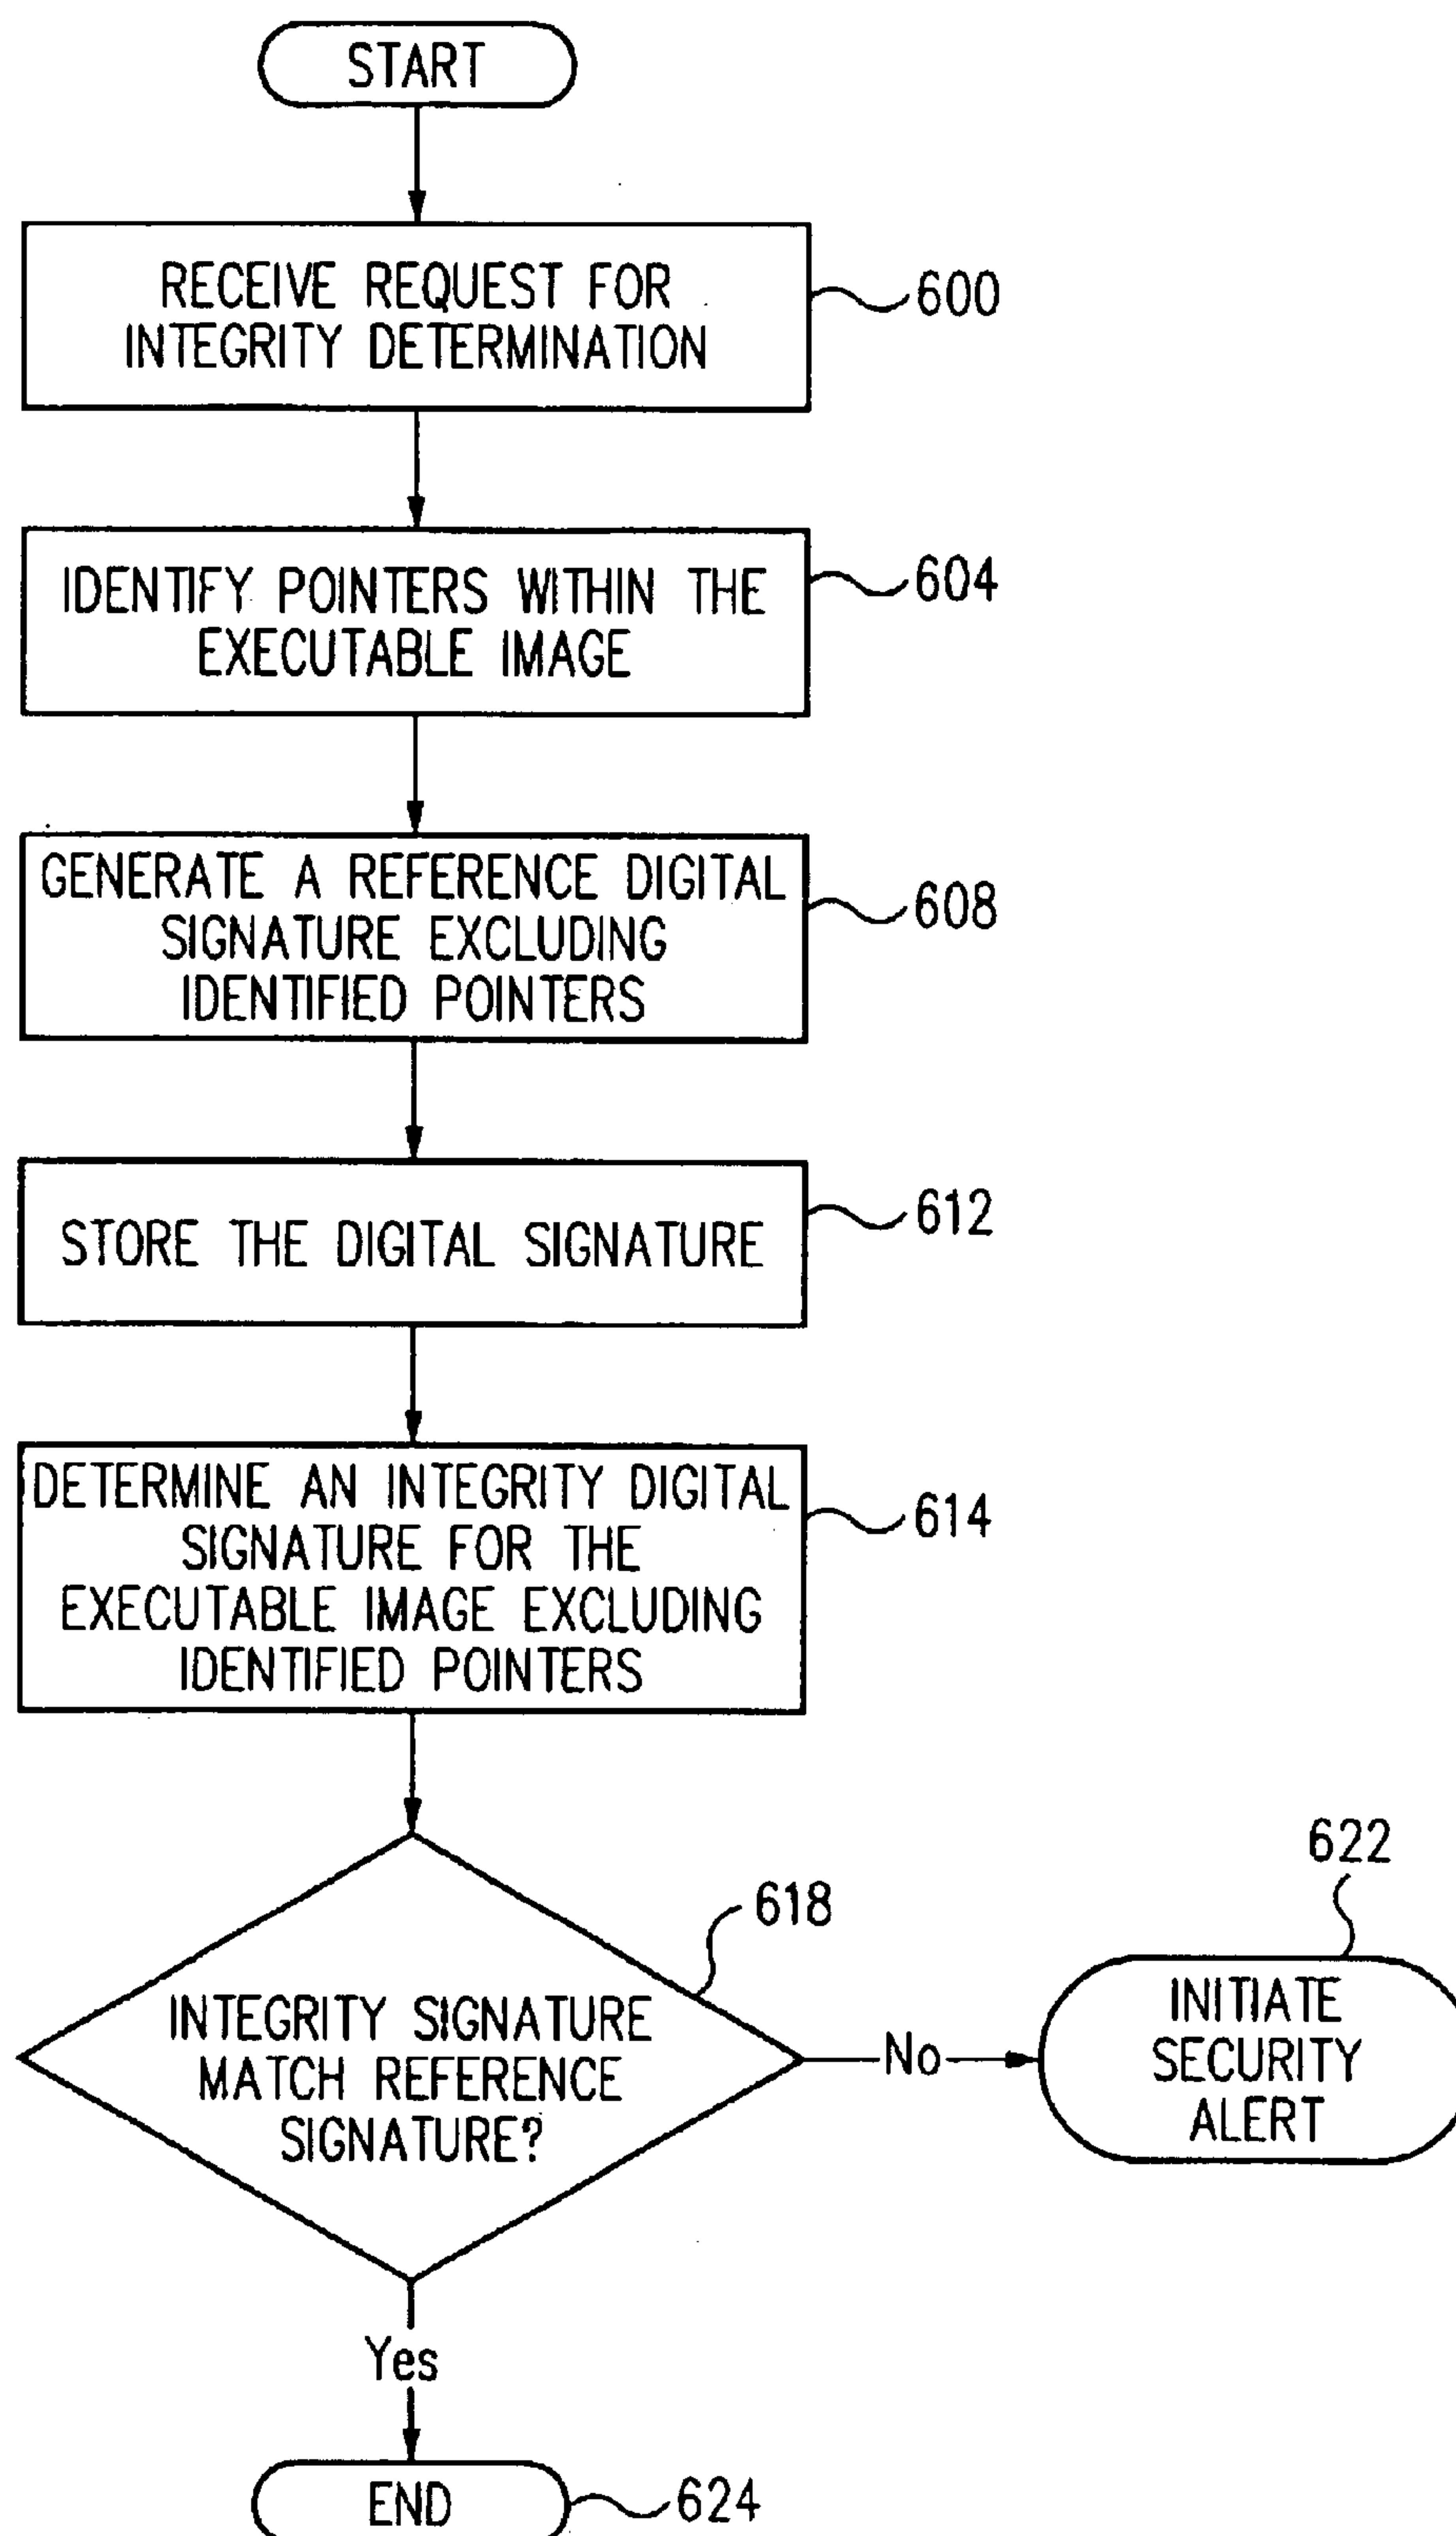 START
RECEIVE REQUEST FOR
INTEGRITY DETERMINATION
600
IDENTIFY POINTERS WITHIN THE
EXECUTABLE IMAGE
604
GENERATE A REFERENCE DIGITAL
SIGNATURE EXCLUDING
IDENTIFIED POINTERS
608
STORE THE DIGITAL SIGNATURE
612
DETERMINE AN INTEGRITY DIGITAL
SIGNATURE FOR THE
EXECUTABLE IMAGE EXCLUDING
IDENTIFIED POINTERS
614
INTEGRITY SIGNATURE
MATCH REFERENCE
SIGNATURE?
618
No
INITIATE
SECURITY
ALERT
622
Yes
END
624